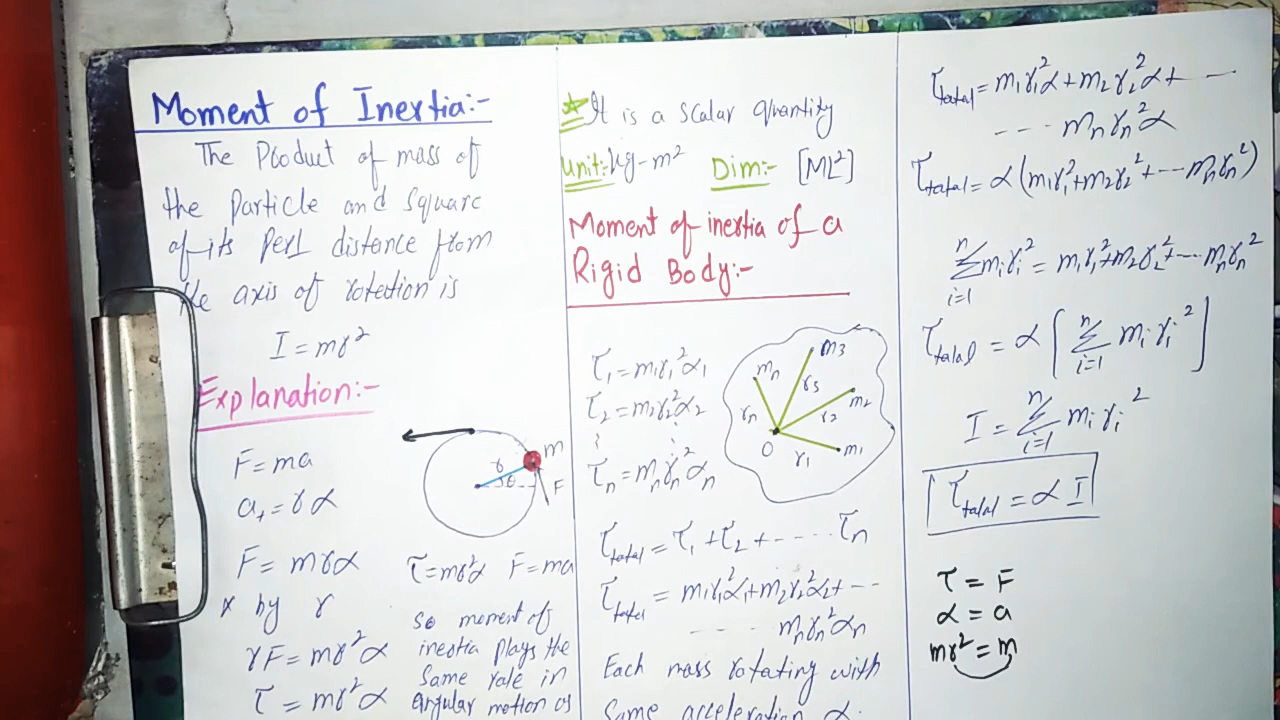 Moment of Inertia:-
The Product of mass of
the particle and square
of its perl distance from
the axis of rotection is
I = mr²
Explanation:-
F = ma
aₜ = rα
F = mrα
× by r
rF = mr²α
τ = mr²α
m
r
θ
F
τ = mr²α F = ma
so moment of
inertia plays the
same role in
angular motion as
It is a scalar quantity
Unit:- kg-m² Dim:- [ML²]
Moment of inertia of a
Rigid Body:-
τ₁ = m₁r₁²α₁
τ₂ = m₂r₂²α₂
τₙ = mₙrₙ²αₙ
mₙ
m₃
m₂
m₁
rₙ
r₃
r₂
r₁
O
τtotal = τ₁ + τ₂ + ...... τₙ
τtotal = m₁r₁²α₁ + m₂r₂²α₂ + ---
---- mₙrₙ²αₙ
Each mass rotating with
same acceleration α.
τtotal = m₁r₁²α + m₂r₂²α + ----
---- mₙrₙ²α
τtotal = α(m₁r₁² + m₂r₂² + --- mₙrₙ²)
∑ᵢ₌₁ⁿ mᵢrᵢ² = m₁r₁² + m₂r₂² + --- mₙrₙ²
τtotal = α [∑ᵢ₌₁ⁿ mᵢrᵢ²]
I = ∑ᵢ₌₁ⁿ mᵢrᵢ²
τtotal = α I
τ = F
α = a
mr² = m